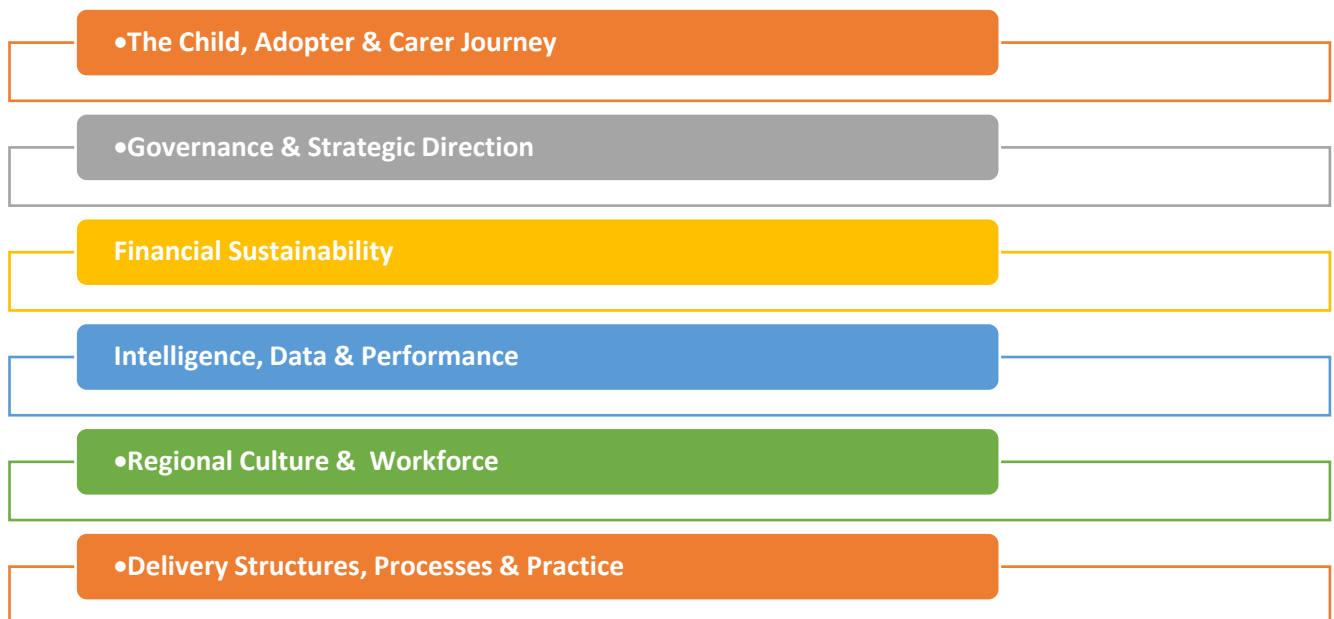 •The Child, Adopter & Carer Journey
•Governance & Strategic Direction
Financial Sustainability
Intelligence, Data & Performance
•Regional Culture &  Workforce
•Delivery Structures, Processes & Practice